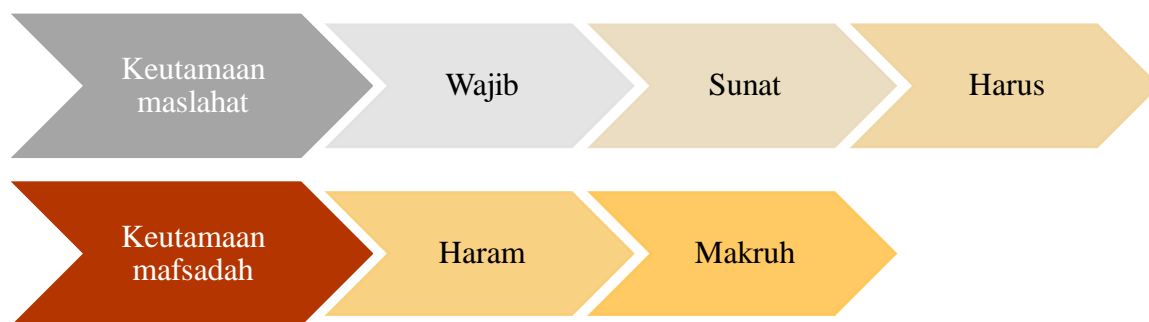 Keutamaan
maslahat
Wajib
Sunat
Harus
Keutamaan
mafsadah
Haram
Makruh